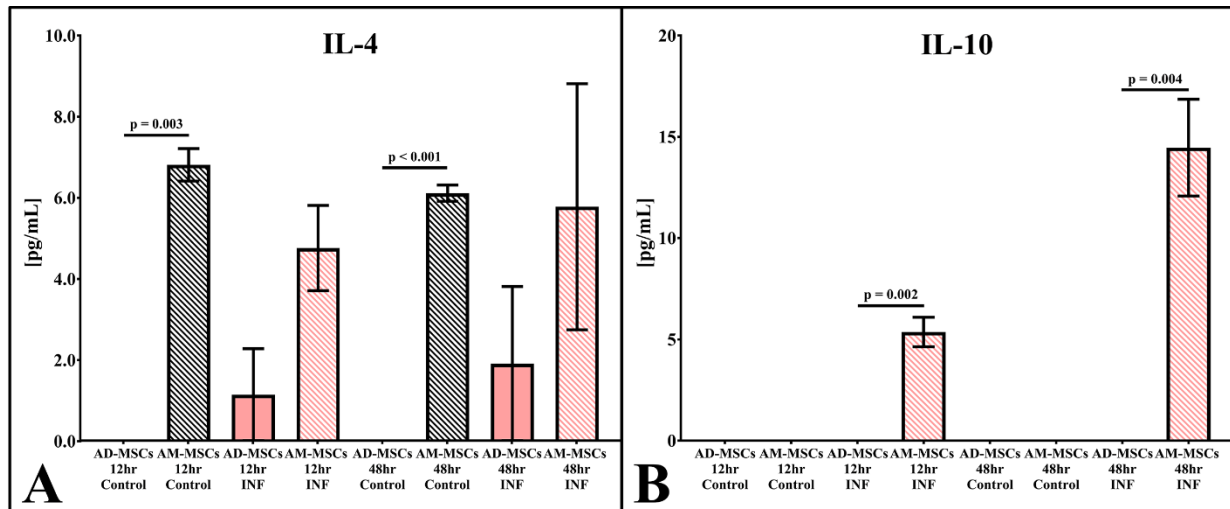 IL-4
[pg/mL]
10.0
8.0
6.0
4.0
2.0
0.0
p = 0.003
p < 0.001
AD-MSCs 12hr Control
AM-MSCs 12hr Control
AD-MSCs 12hr INF
AM-MSCs 12hr INF
AD-MSCs 48hr Control
AM-MSCs 48hr Control
AD-MSCs 48hr INF
AM-MSCs 48hr INF
A
IL-10
[pg/mL]
20
15
10
5
0
p = 0.002
p = 0.004
AD-MSCs 12hr Control
AM-MSCs 12hr Control
AD-MSCs 12hr INF
AM-MSCs 12hr INF
AD-MSCs 48hr Control
AM-MSCs 48hr Control
AD-MSCs 48hr INF
AM-MSCs 48hr INF
B